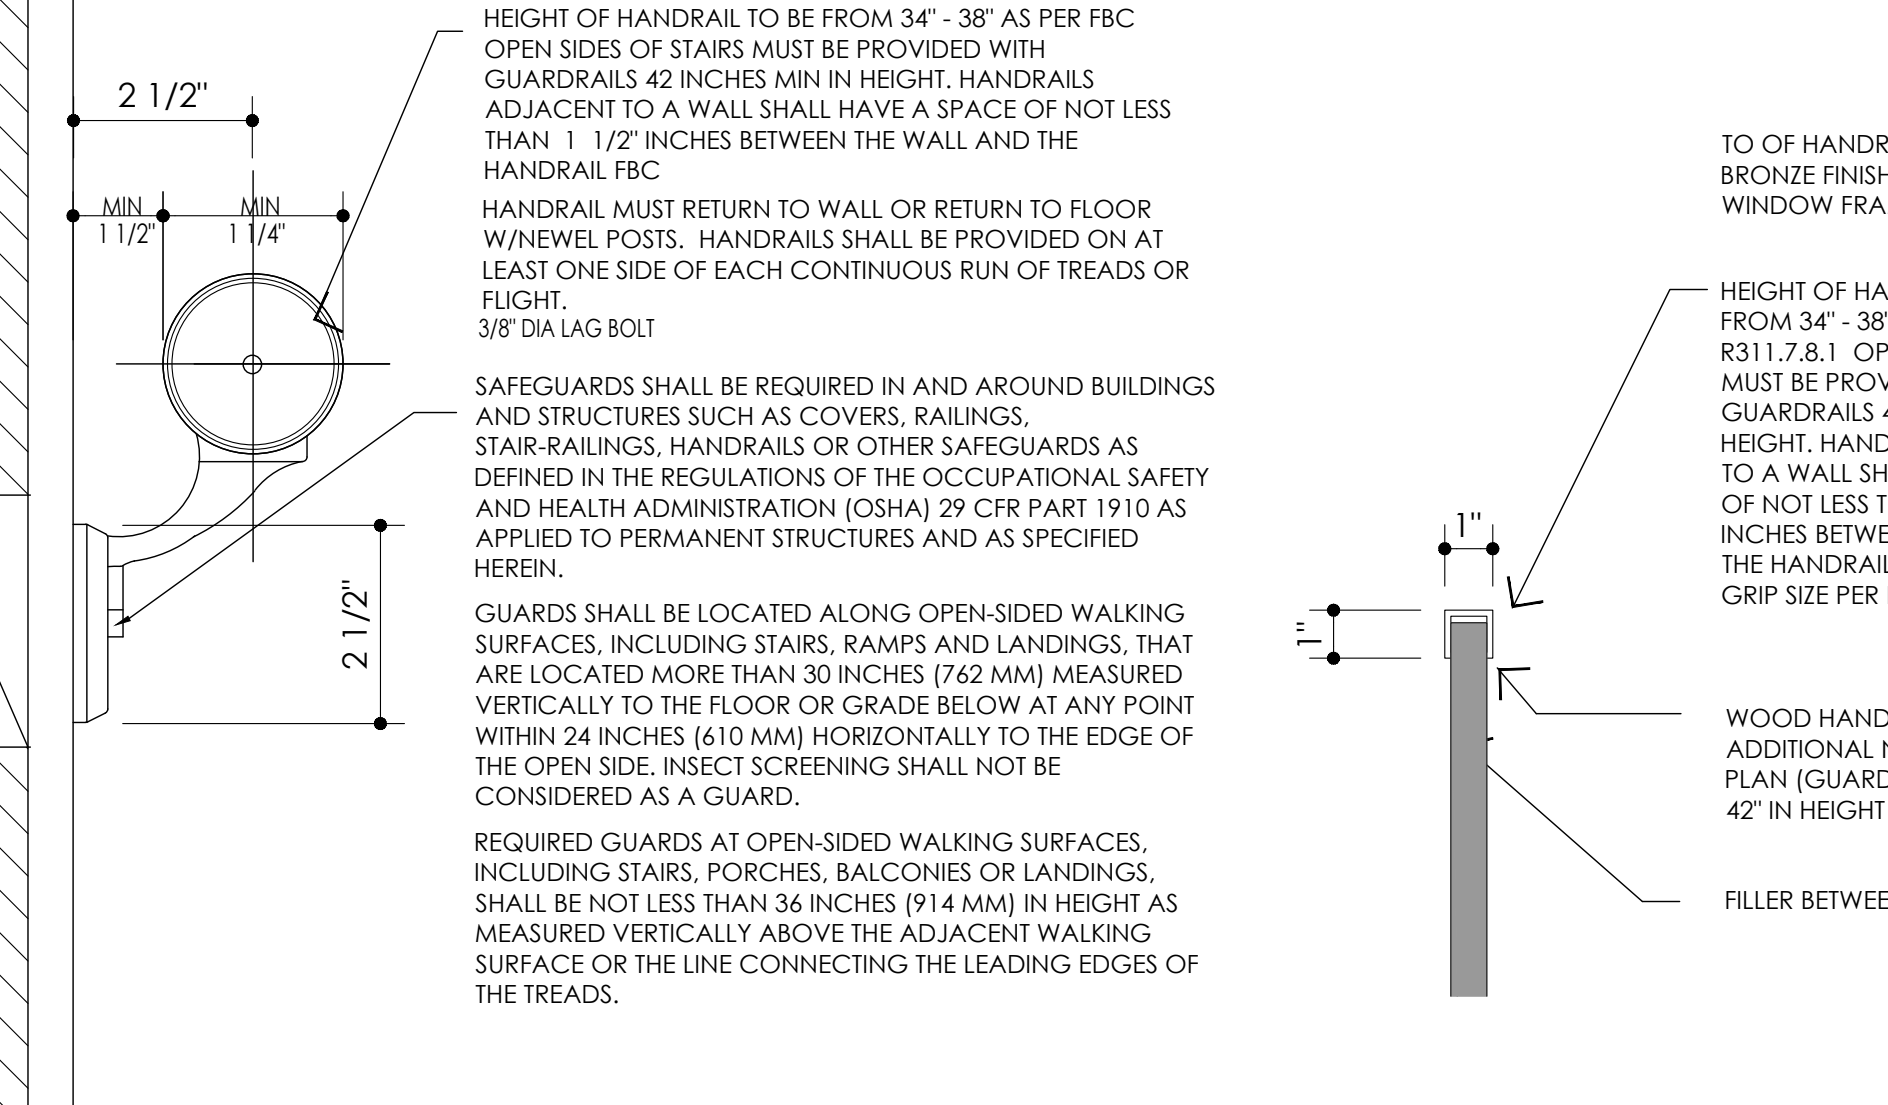 HEIGHT OF HANDRAIL TO BE FROM 34" - 38" AS PER FBC
OPEN SIDES OF STAIRS MUST BE PROVIDED WITH
GUARDRAILS 42 INCHES MIN IN HEIGHT. HANDRAILS
ADJACENT TO A WALL SHALL HAVE A SPACE OF NOT LESS
THAN 1 1/2" INCHES BETWEEN THE WALL AND THE
HANDRAIL FBC
HANDRAIL MUST RETURN TO WALL OR RETURN TO FLOOR
W/NEWEL POSTS. HANDRAILS SHALL BE PROVIDED ON AT
LEAST ONE SIDE OF EACH CONTINUOUS RUN OF TREADS OR
FLIGHT.
3/8" DIA LAG BOLT
SAFEGUARDS SHALL BE REQUIRED IN AND AROUND BUILDINGS
AND STRUCTURES SUCH AS COVERS, RAILINGS,
STAIR-RAILINGS, HANDRAILS OR OTHER SAFEGUARDS AS
DEFINED IN THE REGULATIONS OF THE OCCUPATIONAL SAFETY
AND HEALTH ADMINISTRATION (OSHA) 29 CFR PART 1910 AS
APPLIED TO PERMANENT STRUCTURES AND AS SPECIFIED
HEREIN.
GUARDS SHALL BE LOCATED ALONG OPEN-SIDED WALKING
SURFACES, INCLUDING STAIRS, RAMPS AND LANDINGS, THAT
ARE LOCATED MORE THAN 30 INCHES (762 MM) MEASURED
VERTICALLY TO THE FLOOR OR GRADE BELOW AT ANY POINT
WITHIN 24 INCHES (610 MM) HORIZONTALLY TO THE EDGE OF
THE OPEN SIDE. INSECT SCREENING SHALL NOT BE
CONSIDERED AS A GUARD.
REQUIRED GUARDS AT OPEN-SIDED WALKING SURFACES,
INCLUDING STAIRS, PORCHES, BALCONIES OR LANDINGS,
SHALL BE NOT LESS THAN 36 INCHES (914 MM) IN HEIGHT AS
MEASURED VERTICALLY ABOVE THE ADJACENT WALKING
SURFACE OR THE LINE CONNECTING THE LEADING EDGES OF
THE TREADS.
2 1/2"
MIN
1 1/2"
MIN
1 1/4"
2 1/2"
1"
1"
TO OF HANDR
BRONZE FINISH
WINDOW FRA
HEIGHT OF HA
FROM 34" - 38"
R311.7.8.1 OP
MUST BE PROV
GUARDRAILS 4
HEIGHT. HAND
TO A WALL SH
OF NOT LESS T
INCHES BETWE
THE HANDRAIL
GRIP SIZE PER
WOOD HAND
ADDITIONAL N
PLAN (GUARD
42" IN HEIGHT
FILLER BETWEE